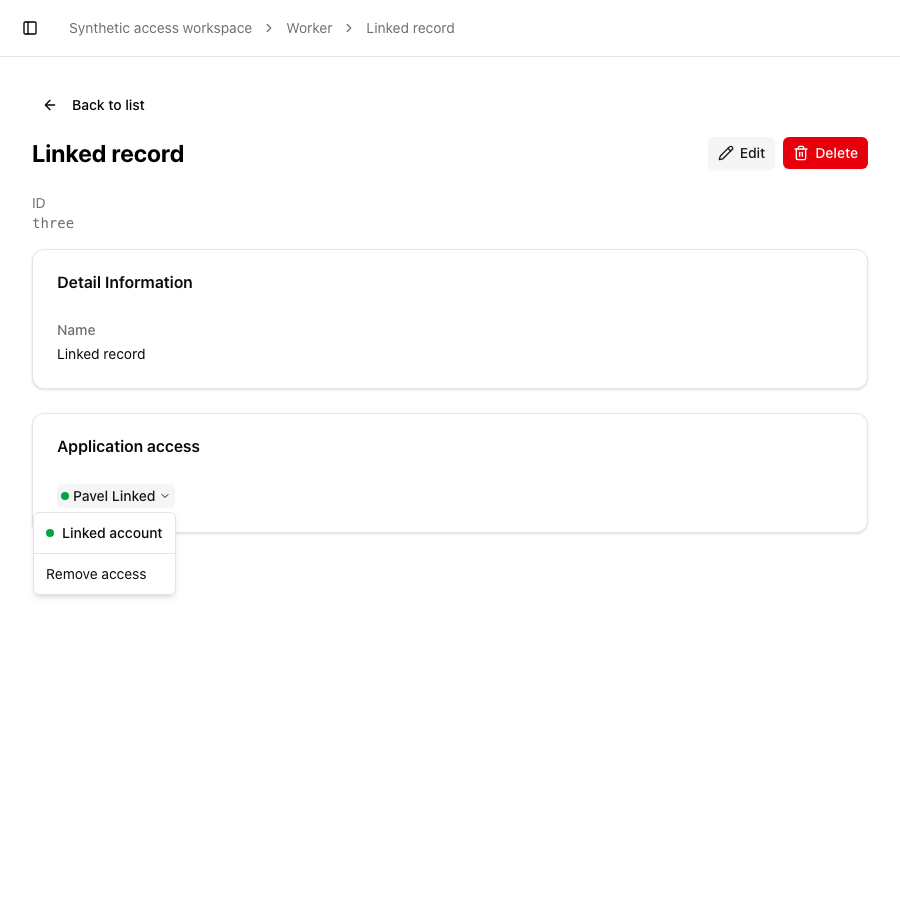 Synthetic access workspace > Worker > Linked record
Back to list
Linked record
Edit
Delete
ID
three
Detail Information
Name
Linked record
Application access
Pavel Linked
Linked account
Remove access